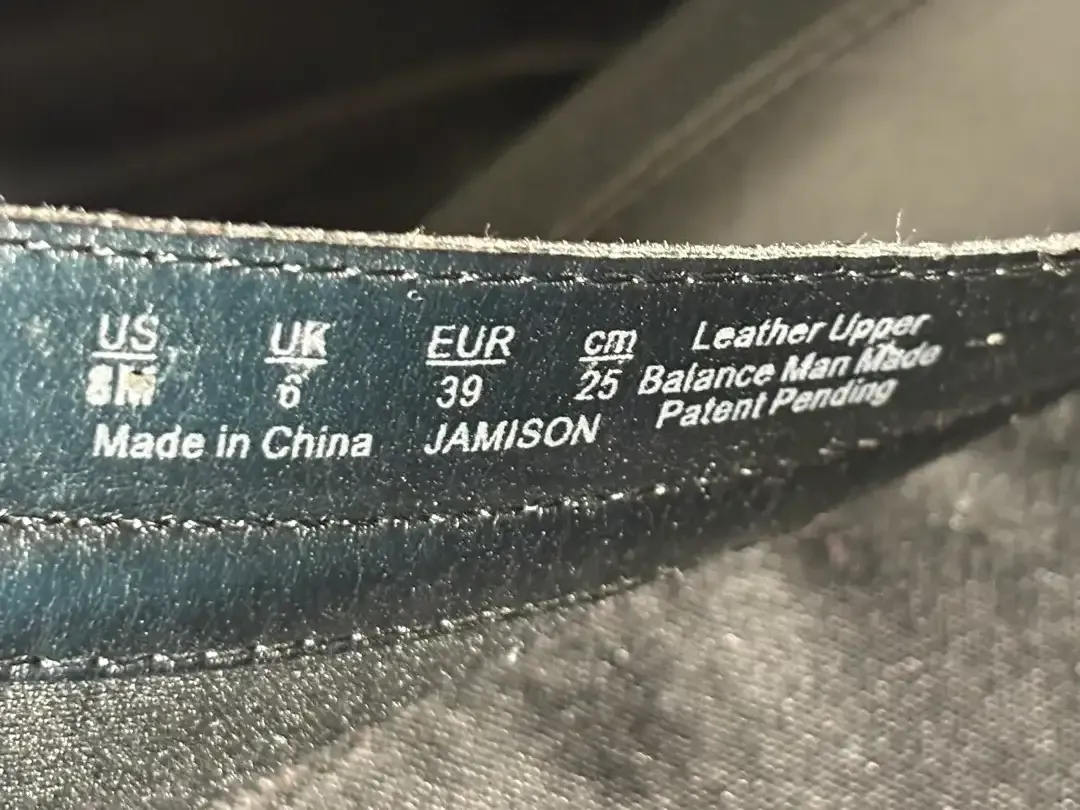 US UK EUR cm Leather Upper
8M 6 39 25 Balance Man Made
Made in China JAMISON Patent Pending